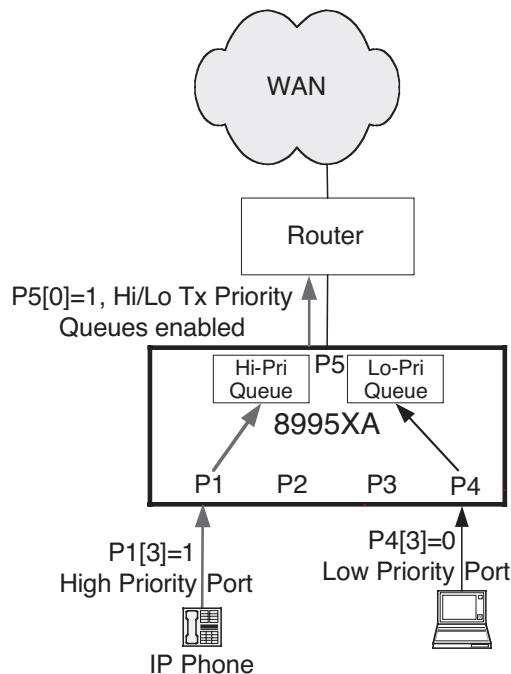 WAN
Router
P5[0]=1, Hi/Lo Tx Priority
Queues enabled
Hi-Pri
Queue
P5
Lo-Pri
Queue
8995XA
P1 P2 P3 P4
P1[3]=1
High Priority Port
P4[3]=0
Low Priority Port
IP Phone